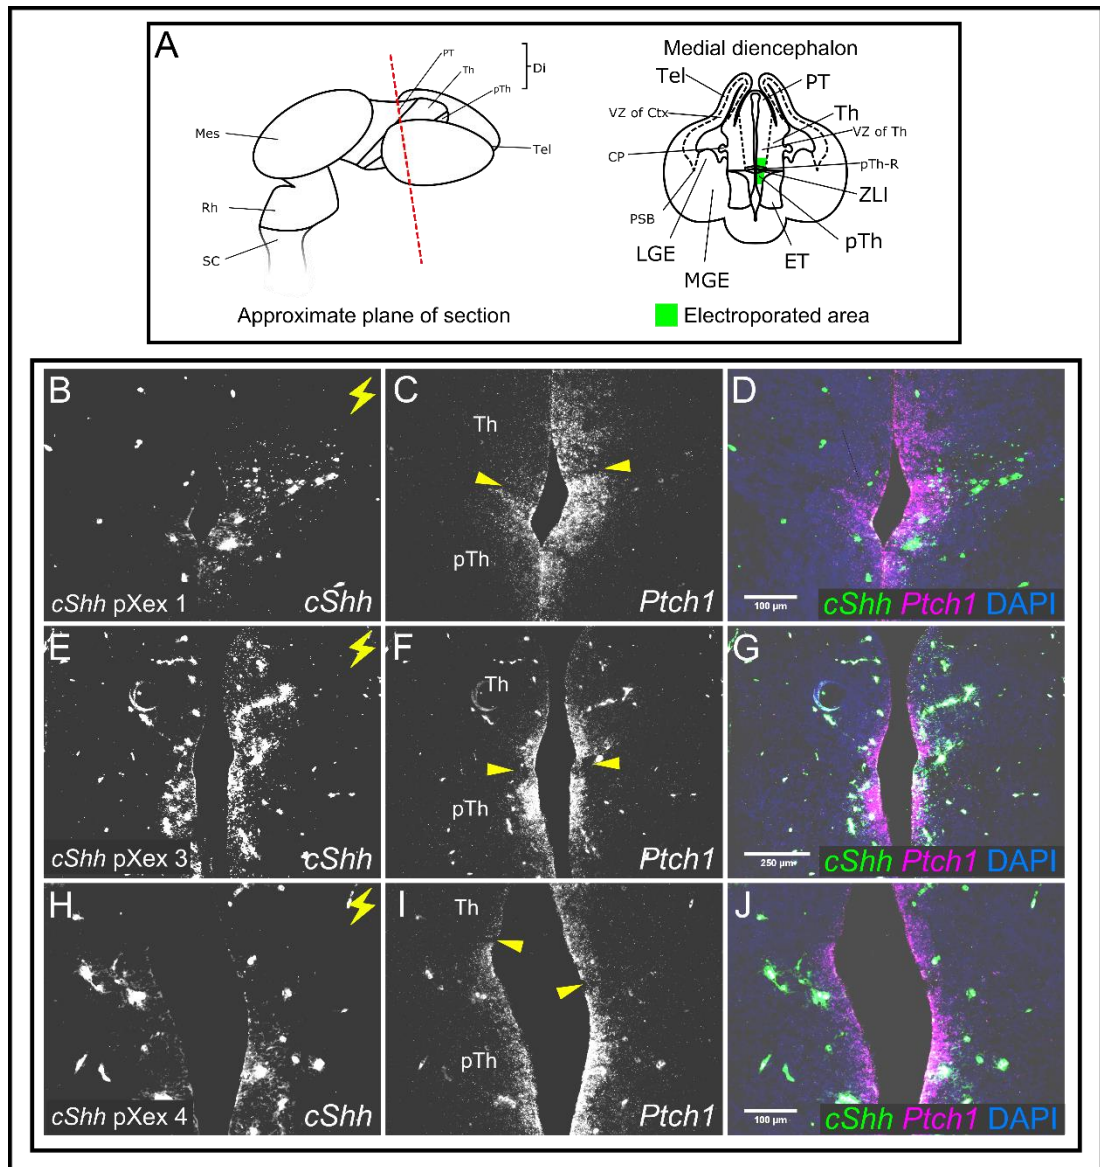 A
PT
Th
Di
pTh
Mes
Tel
Rh
SC
Approximate plane of section
Medial diencephalon
Tel
PT
VZ of Ctx
Th
VZ of Th
CP
pTh-R
ZLI
PSB
pTh
LGE
ET
MGE
Electroporated area
B
cShh pXex 1
cShh
C
Th
pTh
Ptch1
D
100 µm
cShh Ptch1 DAPI
E
cShh pXex 3
cShh
F
Th
pTh
Ptch1
G
250 µm
cShh Ptch1 DAPI
H
cShh pXex 4
cShh
I
Th
pTh
Ptch1
J
100 µm
cShh Ptch1 DAPI